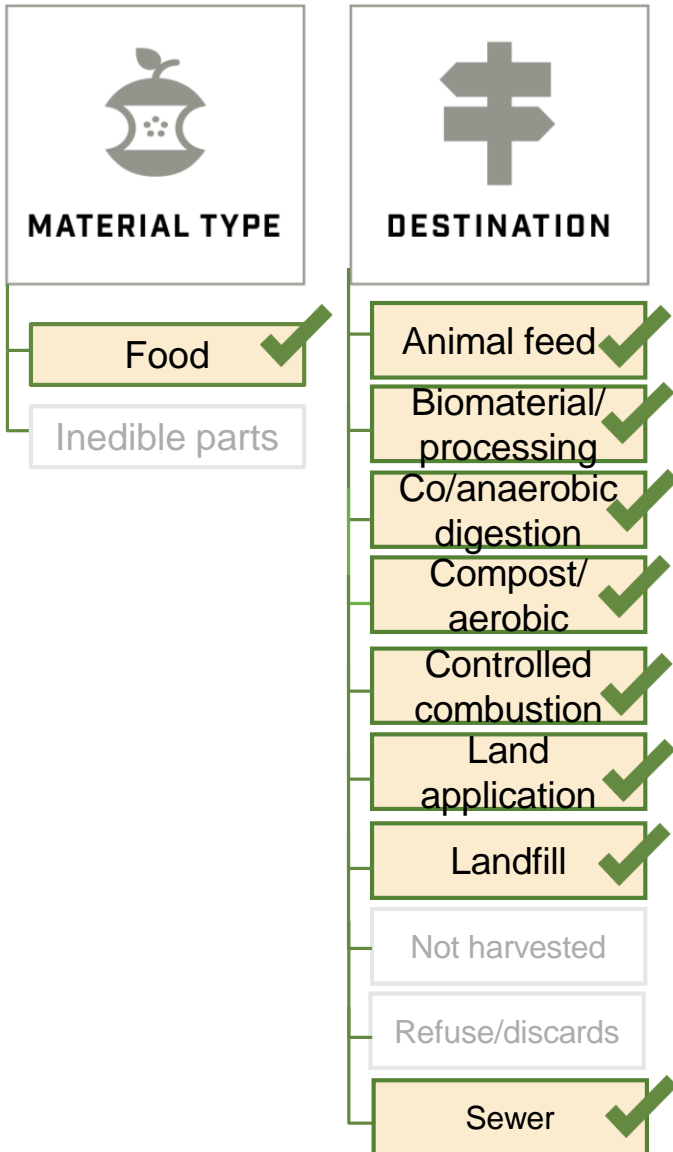 MATERIAL TYPE
Food
Inedible parts
DESTINATION
Animal feed
Biomaterial/
processing
Co/anaerobic
digestion
Compost/
aerobic
Controlled
combustion
Land
application
Landfill
Not harvested
Refuse/discards
Sewer